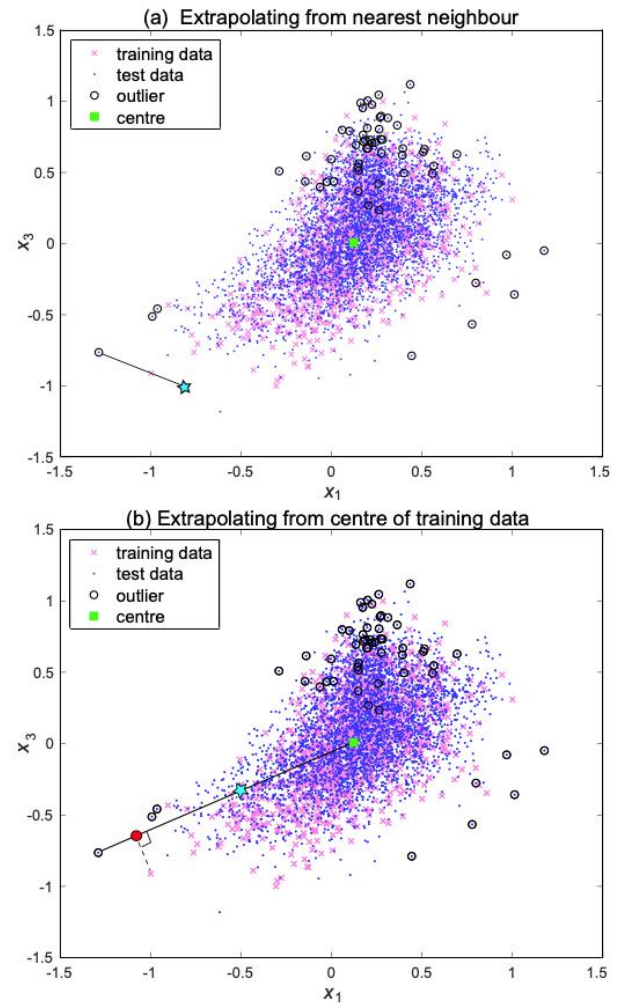 (a) Extrapolating from nearest neighbour
1.5
training data
test data
outlier
centre
1
0.5
x3
0
-0.5
-1
-1.5
-1.5 -1 -0.5 0 0.5 1 1.5
x1
(b) Extrapolating from centre of training data
1.5
training data
test data
outlier
centre
1
0.5
x3
0
-0.5
-1
-1.5
-1.5 -1 -0.5 0 0.5 1 1.5
x1